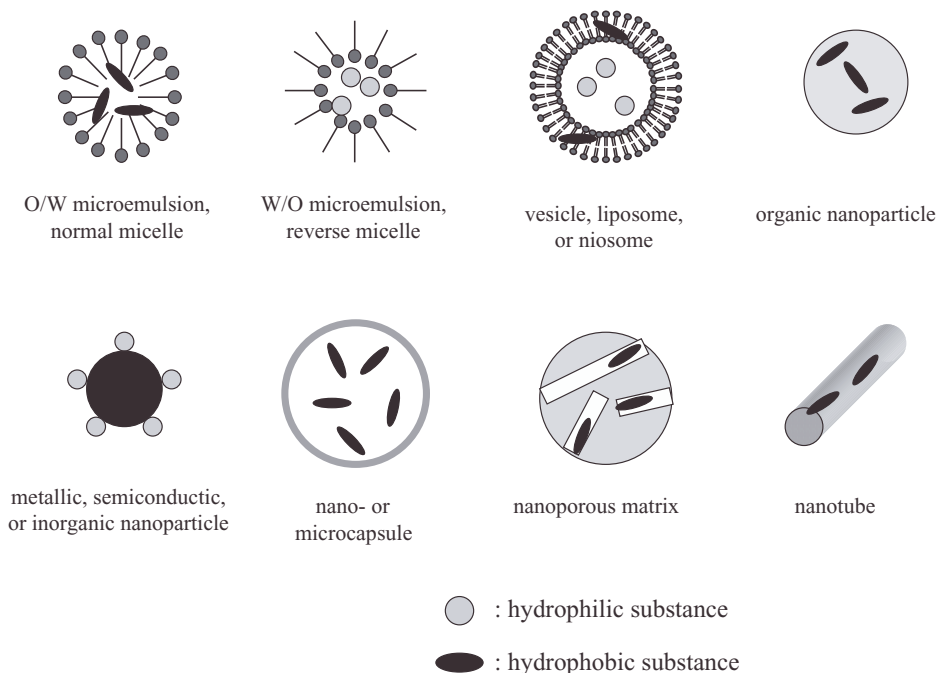 O/W microemulsion,
normal micelle
W/O microemulsion,
reverse micelle
vesicle, liposome,
or niosome
organic nanoparticle
metallic, semiconductic,
or inorganic nanoparticle
nano- or
microcapsule
nanoporous matrix
nanotube
: hydrophilic substance
: hydrophobic substance